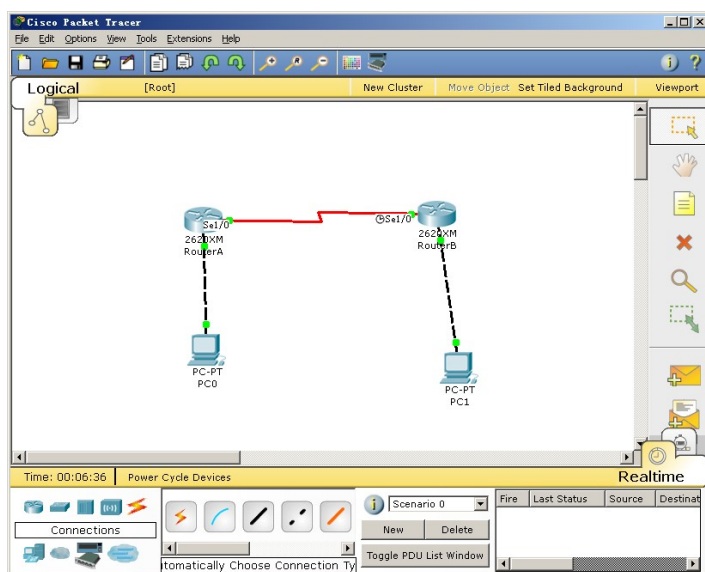 Cisco Packet Tracer
File Edit Options View Tools Extensions Help
Logical [Root] New Cluster Move Object Set Tiled Background Viewport
Se1/0 Se1/0
2620XM 2620XM
RouterA RouterB
PC-PT
PC0
PC-PT
PC1
Time: 00:06:36 Power Cycle Devices Realtime
Scenario 0 Fire Last Status Source Destinat
Connections New Delete
Toggle PDU List Window
tomatically Choose Connection Ty